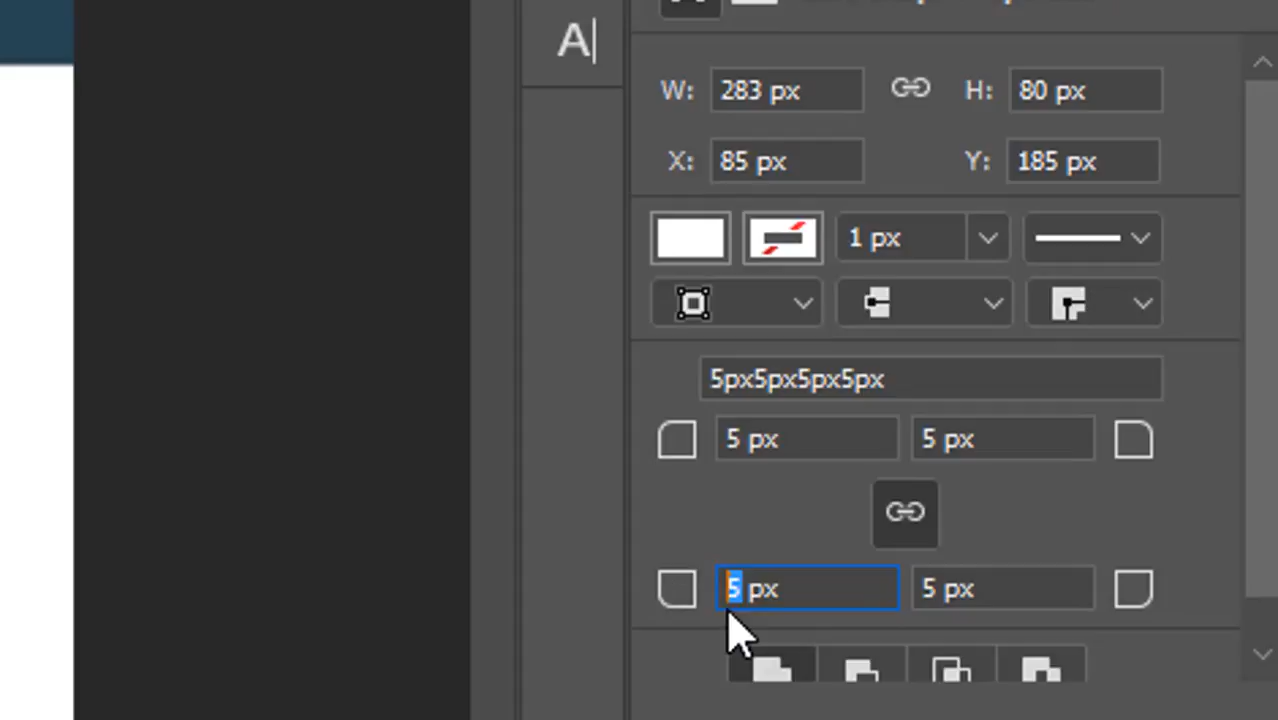 A
W: 283 px H: 80 px
X: 85 px Y: 185 px
1 px
5px5px5px5px
5 px 5 px
5 px 5 px